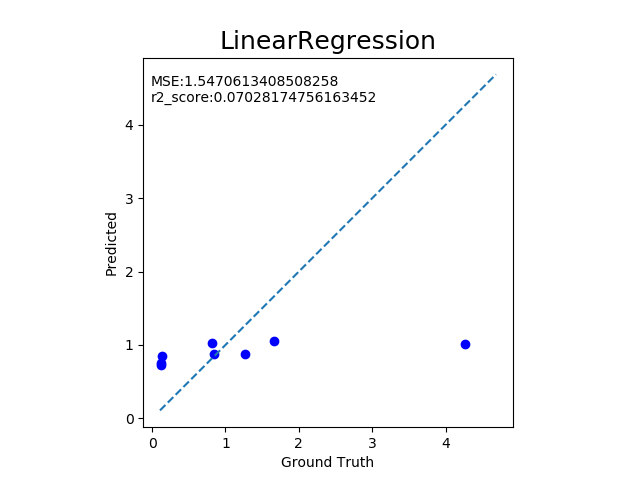 LinearRegression
MSE:1.5470613408508258
r2_score:0.07028174756163452
4
3
2
1
0
Predicted
0 1 2 3 4
Ground Truth